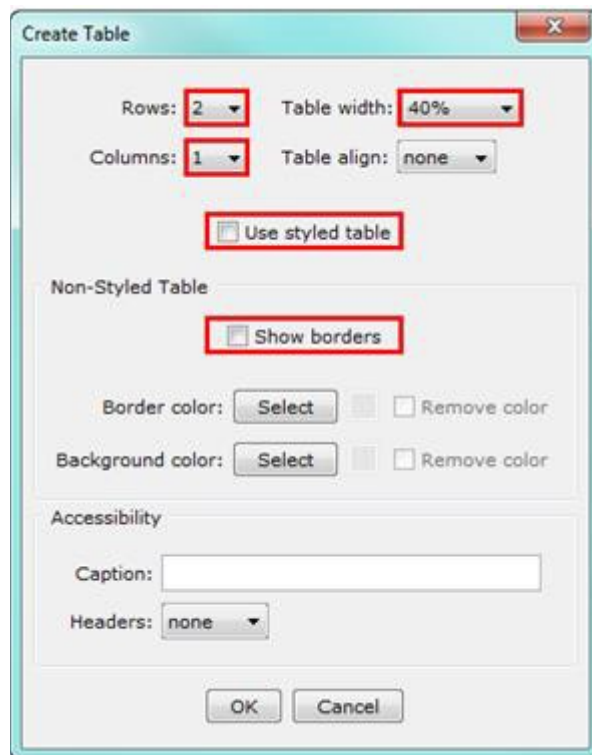 Create Table
Rows: 2 Table width: 40%
Columns: 1 Table align: none
Use styled table
Non-Styled Table
Show borders
Border color: Select Remove color
Background color: Select Remove color
Accessibility
Caption:
Headers: none
OK Cancel